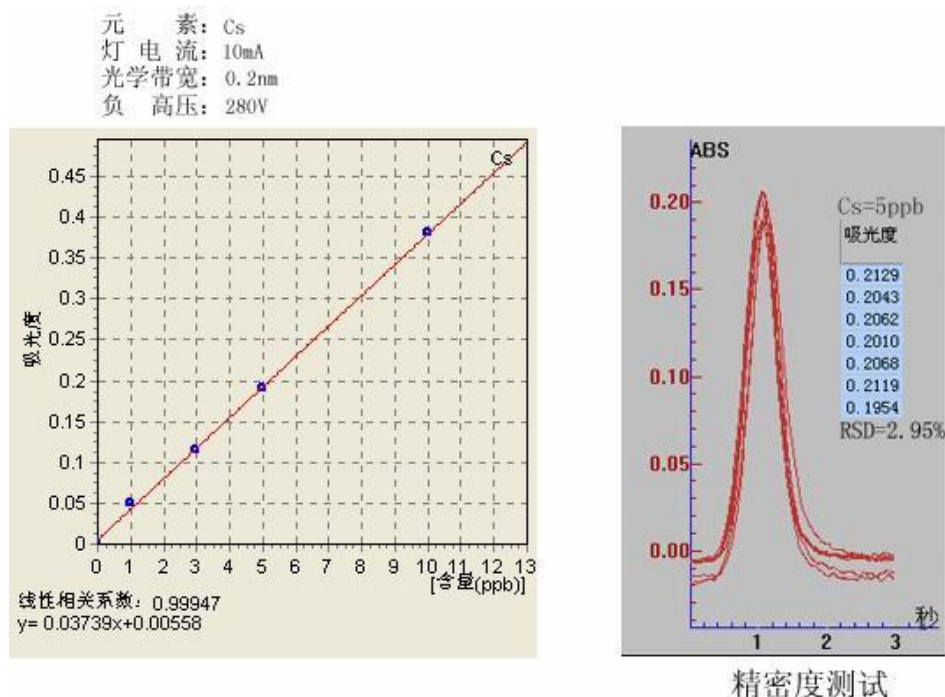 元 素：Cs
灯 电 流：10mA
光学带宽：0.2nm
负 高压：280V
Cs
0.45
0.4
0.35
0.3
0.25
0.2
0.15
0.1
0.05
0
吸光度
0 1 2 3 4 5 6 7 8 9 10 11 12 13
[含量(ppb)]
线性相关系数：0.99947
y= 0.03739x+0.00558
ABS
0.20
0.15
0.10
0.05
0.00
Cs=5ppb
吸光度
0.2129
0.2043
0.2062
0.2010
0.2068
0.2119
0.1954
RSD=2.95%
秒
1 2 3
精密度测试